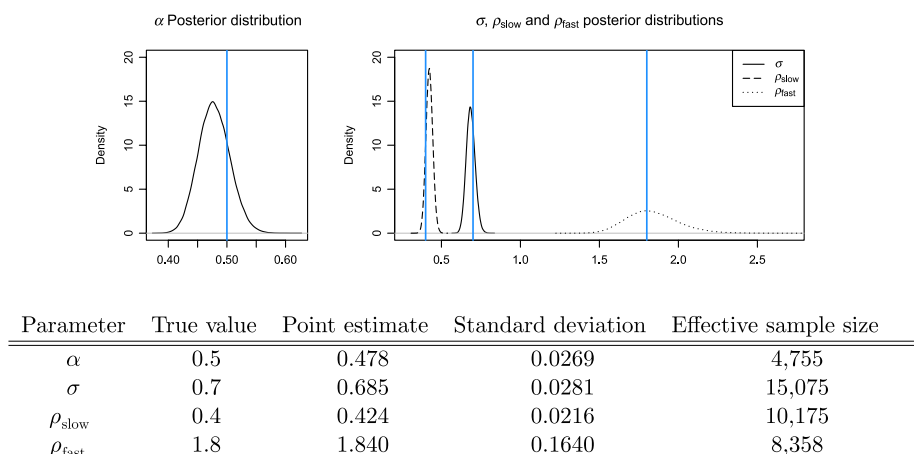 α Posterior distribution
σ, ρslow and ρfast posterior distributions
Density
0 5 10 15 20
0.40 0.50 0.60
Density
0 5 10 15 20
0.5 1.0 1.5 2.0 2.5
σ
ρslow
ρfast
Parameter True value Point estimate Standard deviation Effective sample size
α 0.5 0.478 0.0269 4,755
σ 0.7 0.685 0.0281 15,075
ρslow 0.4 0.424 0.0216 10,175
ρfast 1.8 1.840 0.1640 8,358